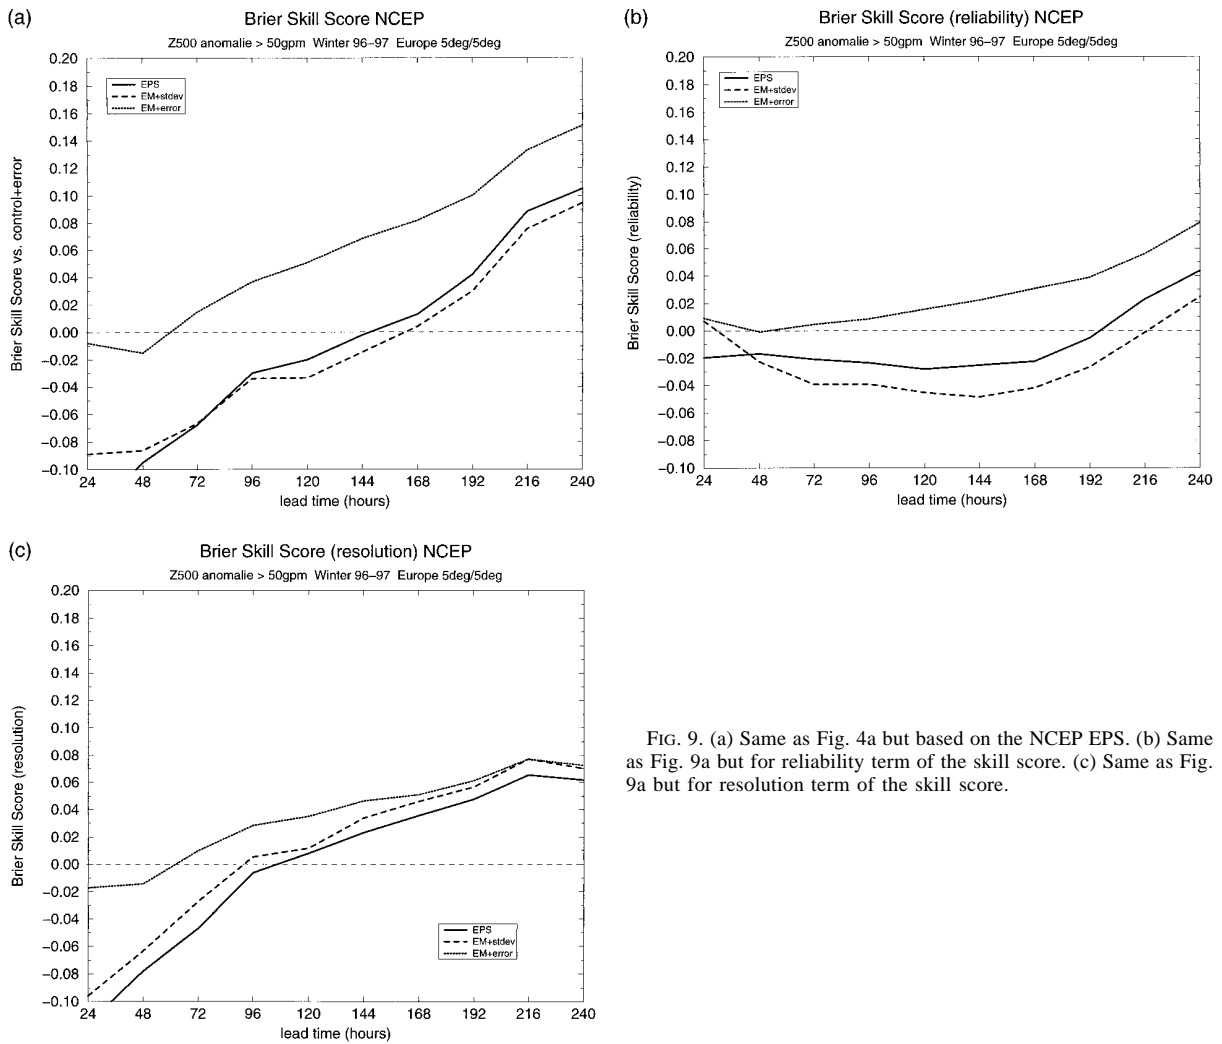 (a)
Brier Skill Score NCEP
Z500 anomalie > 50gpm Winter 96–97 Europe 5deg/5deg
Brier Skill Score vs. control+error
0.20
0.18
0.16
0.14
0.12
0.10
0.08
0.06
0.04
0.02
0.00
−0.02
−0.04
−0.06
−0.08
−0.10
EPS
EM+stdev
EM+error
24 48 72 96 120 144 168 192 216 240
lead time (hours)
(b)
Brier Skill Score (reliability) NCEP
Z500 anomalie > 50gpm Winter 96–97 Europe 5deg/5deg
Brier Skill Score (reliability)
0.20
0.18
0.16
0.14
0.12
0.10
0.08
0.06
0.04
0.02
0.00
−0.02
−0.04
−0.06
−0.08
−0.10
EPS
EM+stdev
EM+error
24 48 72 96 120 144 168 192 216 240
lead time (hours)
(c)
Brier Skill Score (resolution) NCEP
Z500 anomalie > 50gpm Winter 96–97 Europe 5deg/5deg
Brier Skill Score (resolution)
0.20
0.18
0.16
0.14
0.12
0.10
0.08
0.06
0.04
0.02
0.00
−0.02
−0.04
−0.06
−0.08
−0.10
EPS
EM+stdev
EM+error
24 48 72 96 120 144 168 192 216 240
lead time (hours)
FIG. 9. (a) Same as Fig. 4a but based on the NCEP EPS. (b) Same
as Fig. 9a but for reliability term of the skill score. (c) Same as Fig.
9a but for resolution term of the skill score.